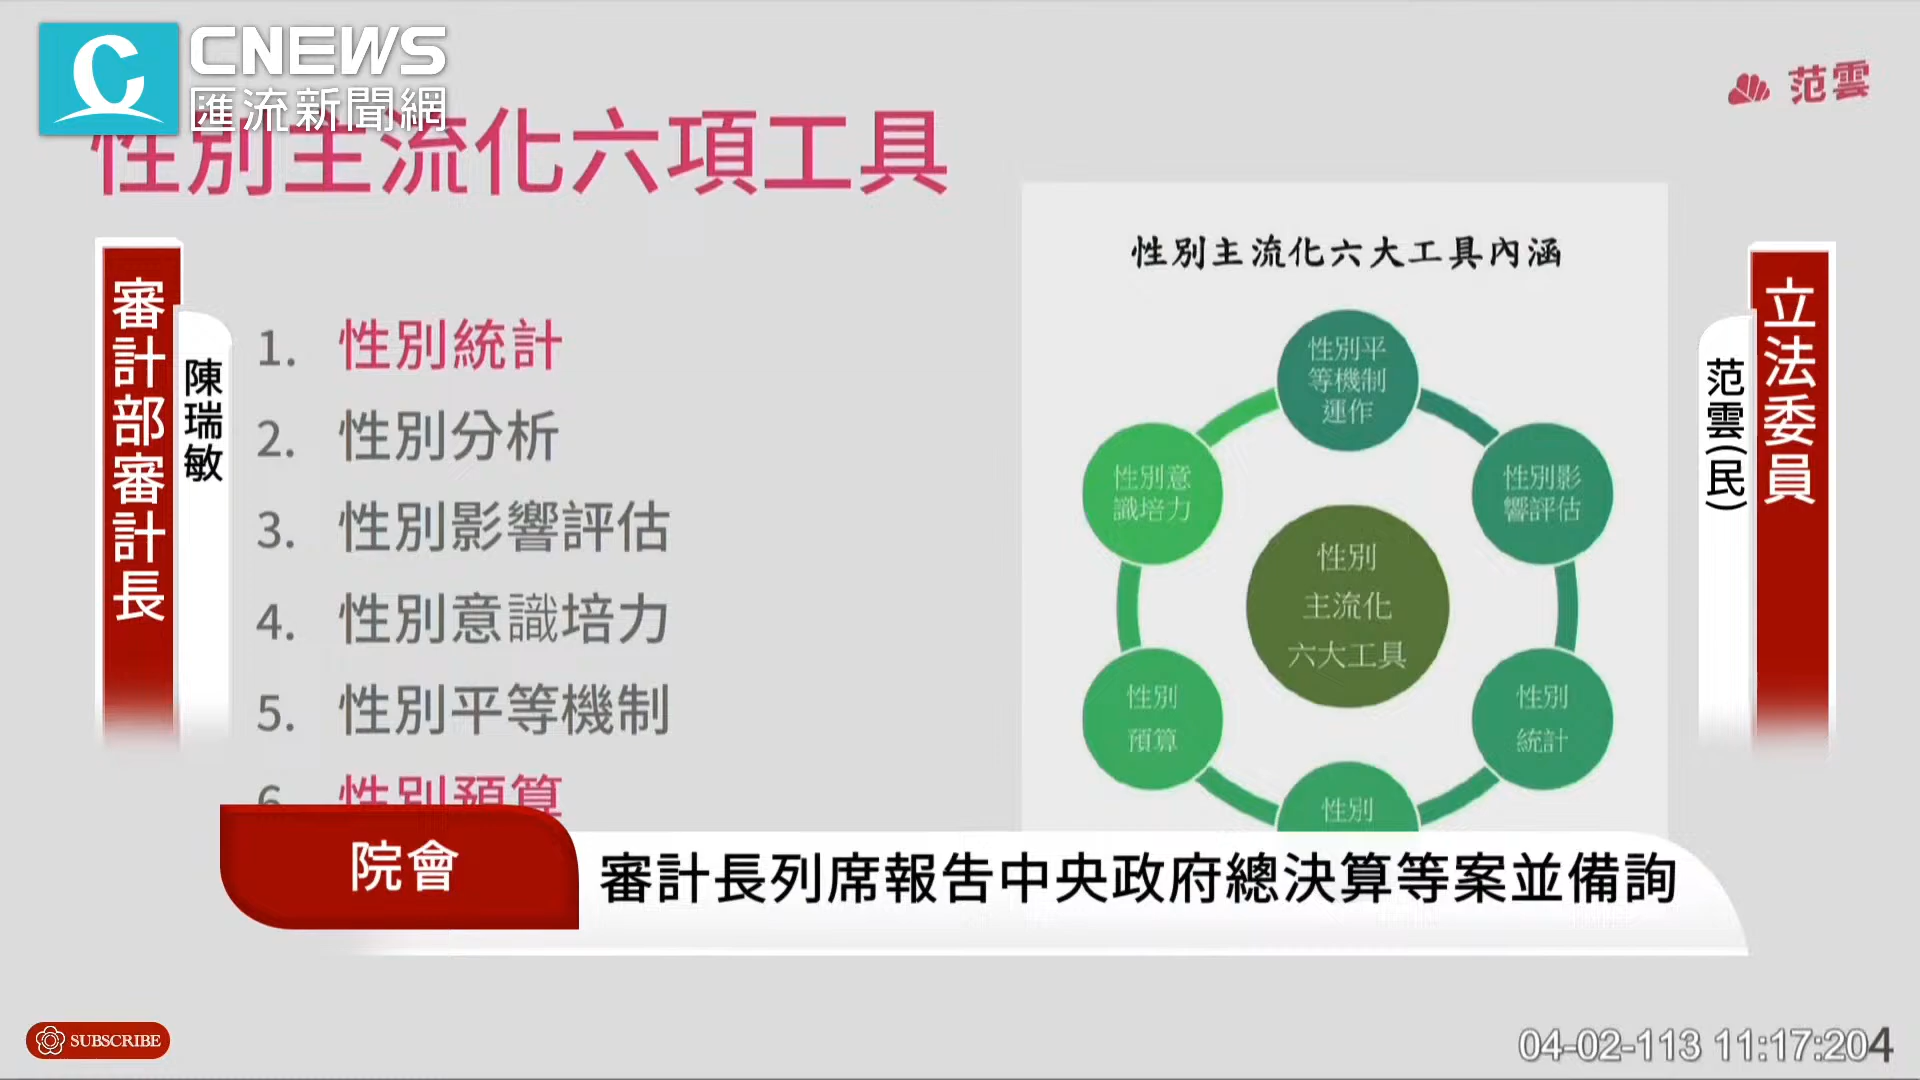 CNEWS
匯流新聞網
范雲
性別主流化六項工具
審計部審計長
陳瑞敏
1. 性別統計
2. 性別分析
3. 性別影響評估
4. 性別意識培力
5. 性別平等機制
6. 性別預算
性別主流化六大工具內涵
性別平
等機制
運作
性別影
響評估
性別
統計
性別
性別
預算
性別意
識培力
性別
主流化
六大工具
立法委員
范雲(民)
院會
審計長列席報告中央政府總決算等案並備詢
SUBSCRIBE
04-02-113 11:17:20
4